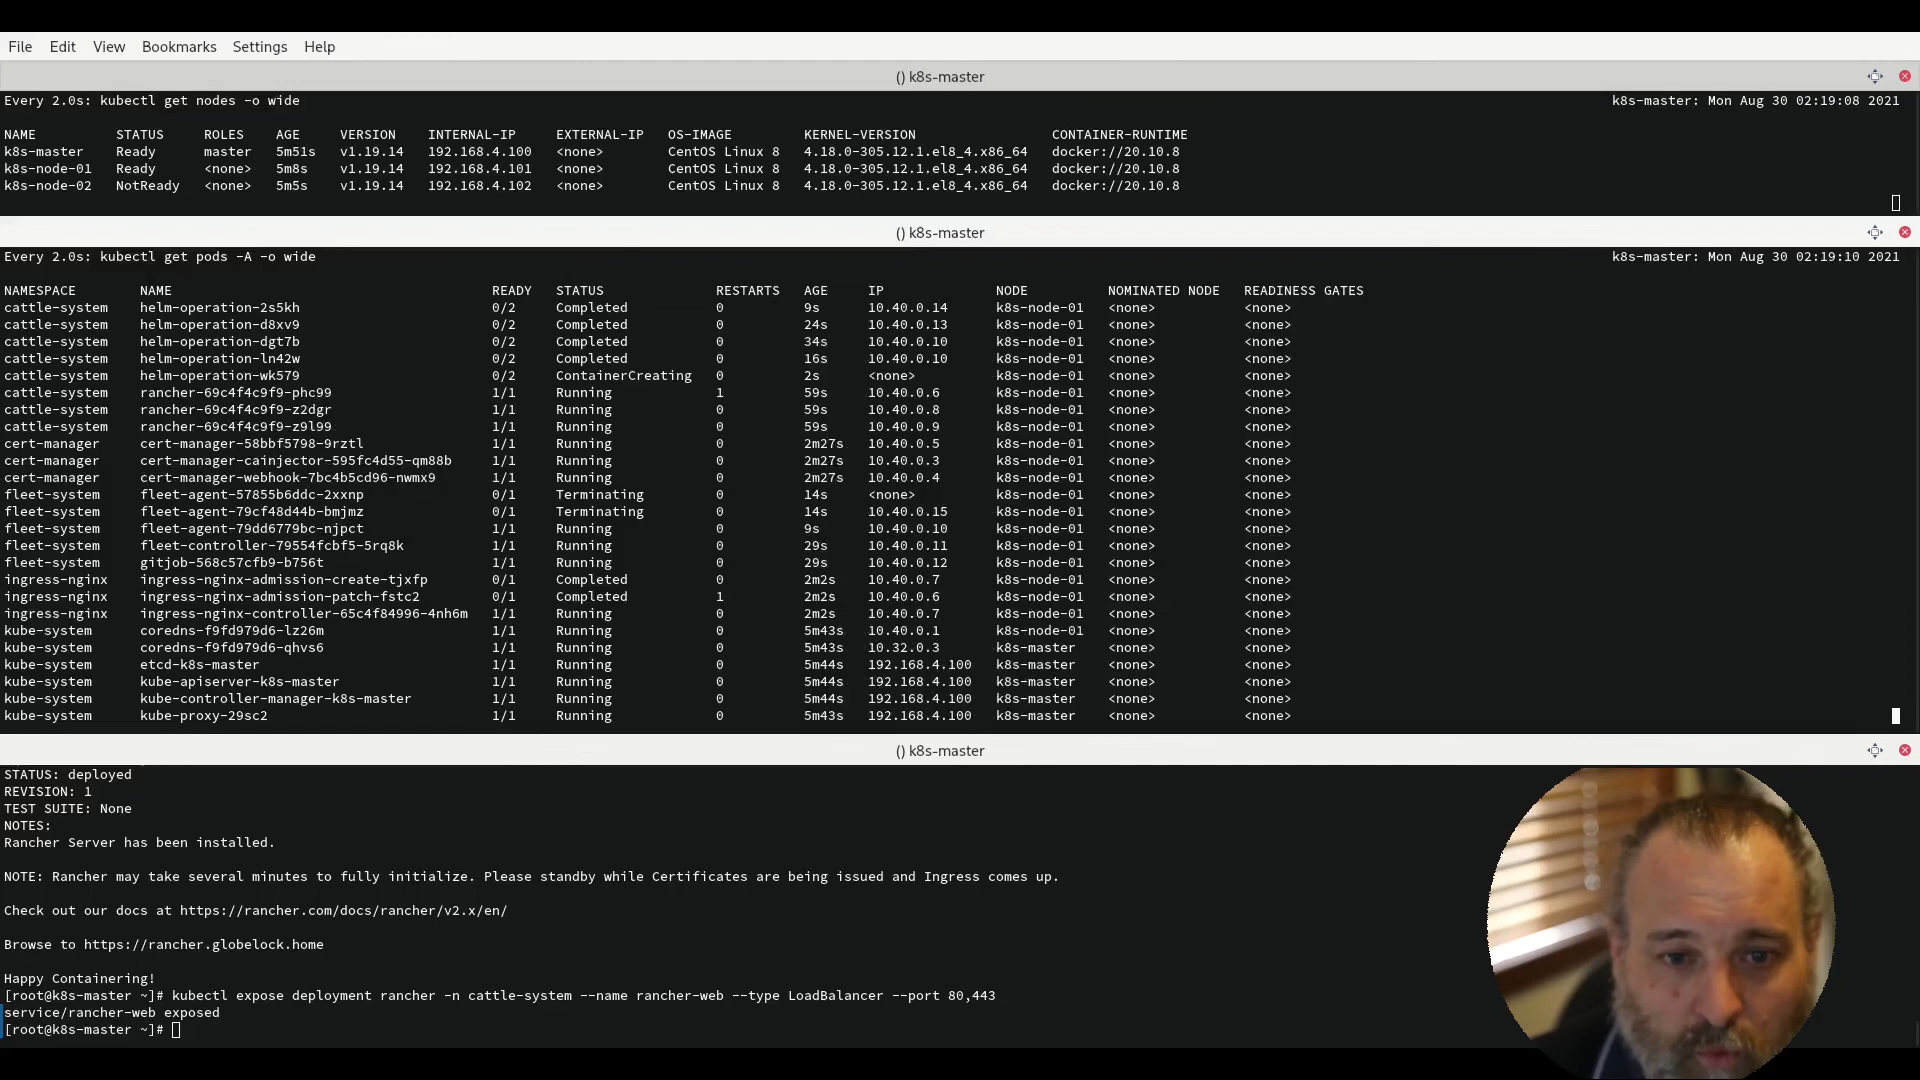 File Edit View Bookmarks Settings Help
() k8s-master
Every 2.0s: kubectl get nodes -o wide k8s-master: Mon Aug 30 02:19:08 2021
NAME STATUS ROLES AGE VERSION INTERNAL-IP EXTERNAL-IP OS-IMAGE KERNEL-VERSION CONTAINER-RUNTIME
k8s-master Ready master 5m51s v1.19.14 192.168.4.100 <none> CentOS Linux 8 4.18.0-305.12.1.el8_4.x86_64 docker://20.10.8
k8s-node-01 Ready <none> 5m8s v1.19.14 192.168.4.101 <none> CentOS Linux 8 4.18.0-305.12.1.el8_4.x86_64 docker://20.10.8
k8s-node-02 NotReady <none> 5m5s v1.19.14 192.168.4.102 <none> CentOS Linux 8 4.18.0-305.12.1.el8_4.x86_64 docker://20.10.8
() k8s-master
Every 2.0s: kubectl get pods -A -o wide k8s-master: Mon Aug 30 02:19:10 2021
NAMESPACE NAME READY STATUS RESTARTS AGE IP NODE NOMINATED NODE READINESS GATES
cattle-system helm-operation-2s5kh 0/2 Completed 0 9s 10.40.0.14 k8s-node-01 <none> <none>
cattle-system helm-operation-d8xv9 0/2 Completed 0 24s 10.40.0.13 k8s-node-01 <none> <none>
cattle-system helm-operation-dgt7b 0/2 Completed 0 34s 10.40.0.10 k8s-node-01 <none> <none>
cattle-system helm-operation-ln42w 0/2 Completed 0 16s 10.40.0.10 k8s-node-01 <none> <none>
cattle-system helm-operation-wk579 0/2 ContainerCreating 0 2s <none> k8s-node-01 <none> <none>
cattle-system rancher-69c4f4c9f9-phc99 1/1 Running 1 59s 10.40.0.6 k8s-node-01 <none> <none>
cattle-system rancher-69c4f4c9f9-z2dgr 1/1 Running 0 59s 10.40.0.8 k8s-node-01 <none> <none>
cattle-system rancher-69c4f4c9f9-z9l99 1/1 Running 0 59s 10.40.0.9 k8s-node-01 <none> <none>
cert-manager cert-manager-58bbf5798-9rztl 1/1 Running 0 2m27s 10.40.0.5 k8s-node-01 <none> <none>
cert-manager cert-manager-cainjector-595fc4d55-qm88b 1/1 Running 0 2m27s 10.40.0.3 k8s-node-01 <none> <none>
cert-manager cert-manager-webhook-7bc4b5cd96-nwmx9 1/1 Running 0 2m27s 10.40.0.4 k8s-node-01 <none> <none>
fleet-system fleet-agent-57855b6ddc-2xxnp 0/1 Terminating 0 14s <none> k8s-node-01 <none> <none>
fleet-system fleet-agent-79cf48d44b-bmjmz 0/1 Terminating 0 14s 10.40.0.15 k8s-node-01 <none> <none>
fleet-system fleet-agent-79dd6779bc-njpct 1/1 Running 0 9s 10.40.0.10 k8s-node-01 <none> <none>
fleet-system fleet-controller-79554fcbf5-5rq8k 1/1 Running 0 29s 10.40.0.11 k8s-node-01 <none> <none>
fleet-system gitjob-568c57cfb9-b756t 1/1 Running 0 29s 10.40.0.12 k8s-node-01 <none> <none>
ingress-nginx ingress-nginx-admission-create-tjxfp 0/1 Completed 0 2m2s 10.40.0.7 k8s-node-01 <none> <none>
ingress-nginx ingress-nginx-admission-patch-fstc2 0/1 Completed 1 2m2s 10.40.0.6 k8s-node-01 <none> <none>
ingress-nginx ingress-nginx-controller-65c4f84996-4nh6m 1/1 Running 0 2m2s 10.40.0.7 k8s-node-01 <none> <none>
kube-system coredns-f9fd979d6-lz26m 1/1 Running 0 5m43s 10.40.0.1 k8s-node-01 <none> <none>
kube-system coredns-f9fd979d6-qhvs6 1/1 Running 0 5m43s 10.32.0.3 k8s-master <none> <none>
kube-system etcd-k8s-master 1/1 Running 0 5m44s 192.168.4.100 k8s-master <none> <none>
kube-system kube-apiserver-k8s-master 1/1 Running 0 5m44s 192.168.4.100 k8s-master <none> <none>
kube-system kube-controller-manager-k8s-master 1/1 Running 0 5m44s 192.168.4.100 k8s-master <none> <none>
kube-system kube-proxy-29sc2 1/1 Running 0 5m43s 192.168.4.100 k8s-master <none> <none>
() k8s-master
STATUS: deployed
REVISION: 1
TEST SUITE: None
NOTES:
Rancher Server has been installed.
NOTE: Rancher may take several minutes to fully initialize. Please standby while Certificates are being issued and Ingress comes up.
Check out our docs at https://rancher.com/docs/rancher/v2.x/en/
Browse to https://rancher.globelock.home
Happy Containering!
[root@k8s-master ~]# kubectl expose deployment rancher -n cattle-system --name rancher-web --type LoadBalancer --port 80,443
service/rancher-web exposed
[root@k8s-master ~]#